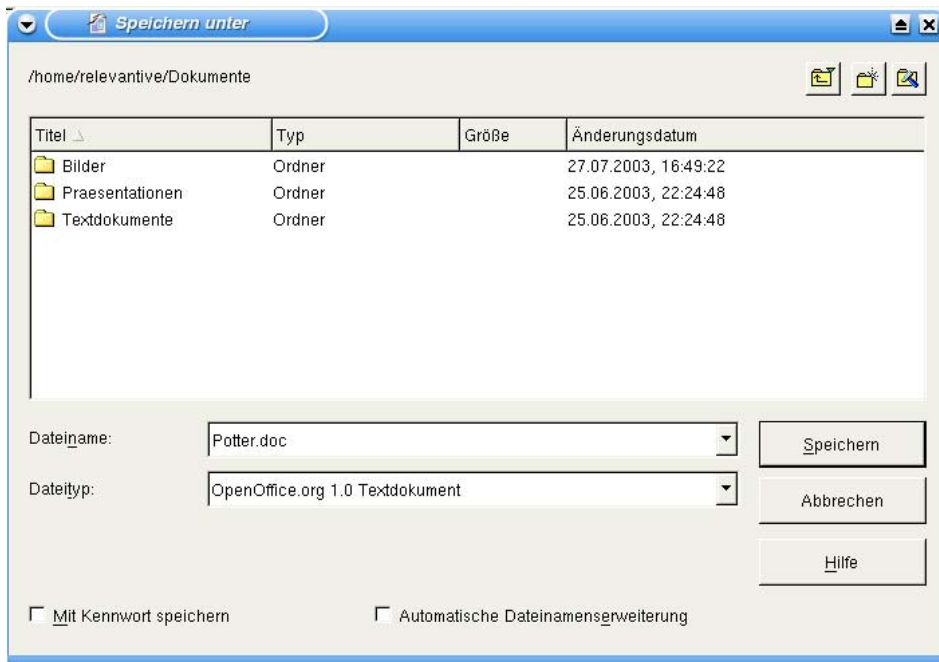 Speichern unter
/home/relevantive/Dokumente
Titel Typ Größe Änderungsdatum
Bilder Ordner 27.07.2003, 16:49:22
Praesentationen Ordner 25.06.2003, 22:24:48
Textdokumente Ordner 25.06.2003, 22:24:48
Dateiname: Potter.doc Speichern
Dateityp: OpenOffice.org 1.0 Textdokument Abbrechen
Hilfe
Mit Kennwort speichern Automatische Dateinamenserweiterung